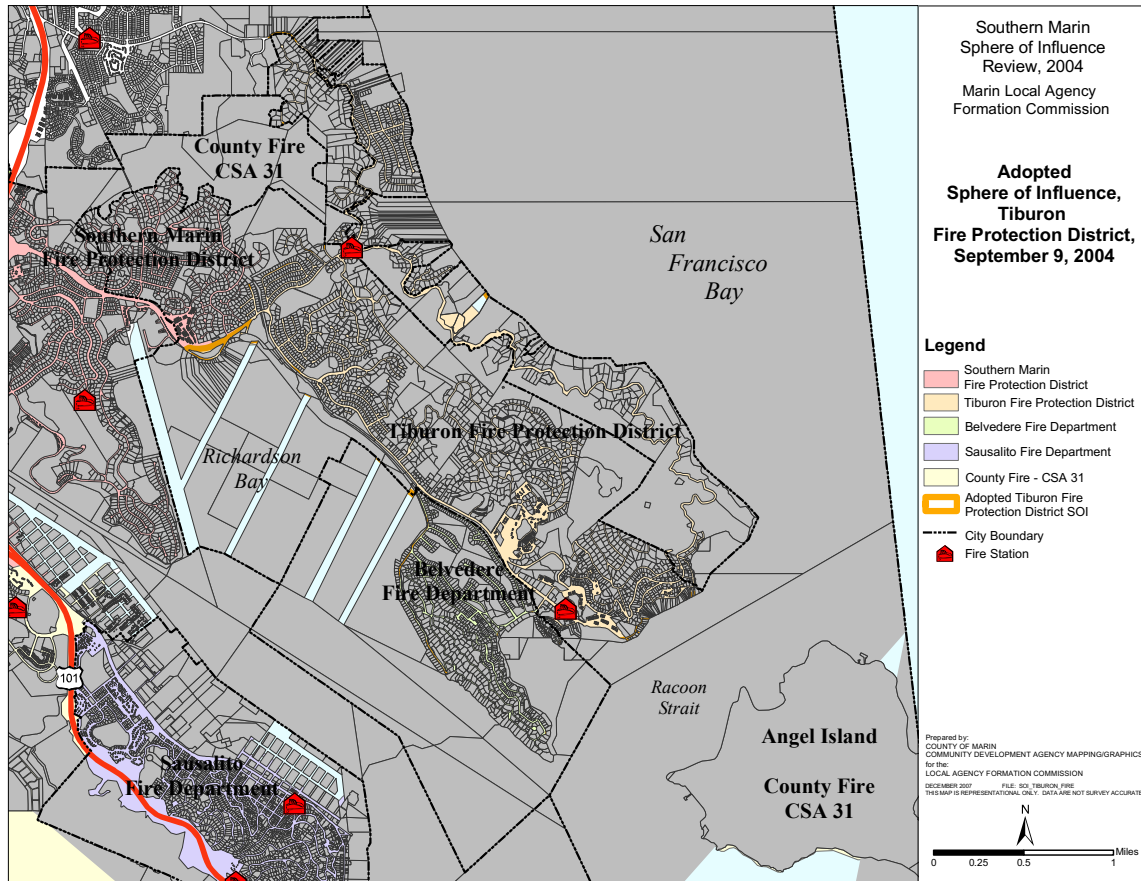 County Fire
CSA 31
Southern Marin
Fire Protection District
San
Francisco
Bay
Tiburon Fire Protection District
Richardson
Bay
Belvedere
Fire Department
101
Racoon
Strait
Angel Island
County Fire
CSA 31
Sausalito
Fire Department
Southern Marin
Sphere of Influence
Review, 2004
Marin Local Agency
Formation Commission
Adopted
Sphere of Influence,
Tiburon
Fire Protection District,
September 9, 2004
Legend
Southern Marin
Fire Protection District
Tiburon Fire Protection District
Belvedere Fire Department
Sausalito Fire Department
County Fire - CSA 31
Adopted Tiburon Fire
Protection District SOI
City Boundary
Fire Station
Prepared by:
COUNTY OF MARIN
COMMUNITY DEVELOPMENT AGENCY MAPPING/GRAPHICS
for the:
LOCAL AGENCY FORMATION COMMISSION
DECEMBER 2007 FILE: SOI_TIBURON_FIRE
THIS MAP IS REPRESENTATIONAL ONLY. DATA ARE NOT SURVEY ACCURATE
N
Miles
0 0.25 0.5 1